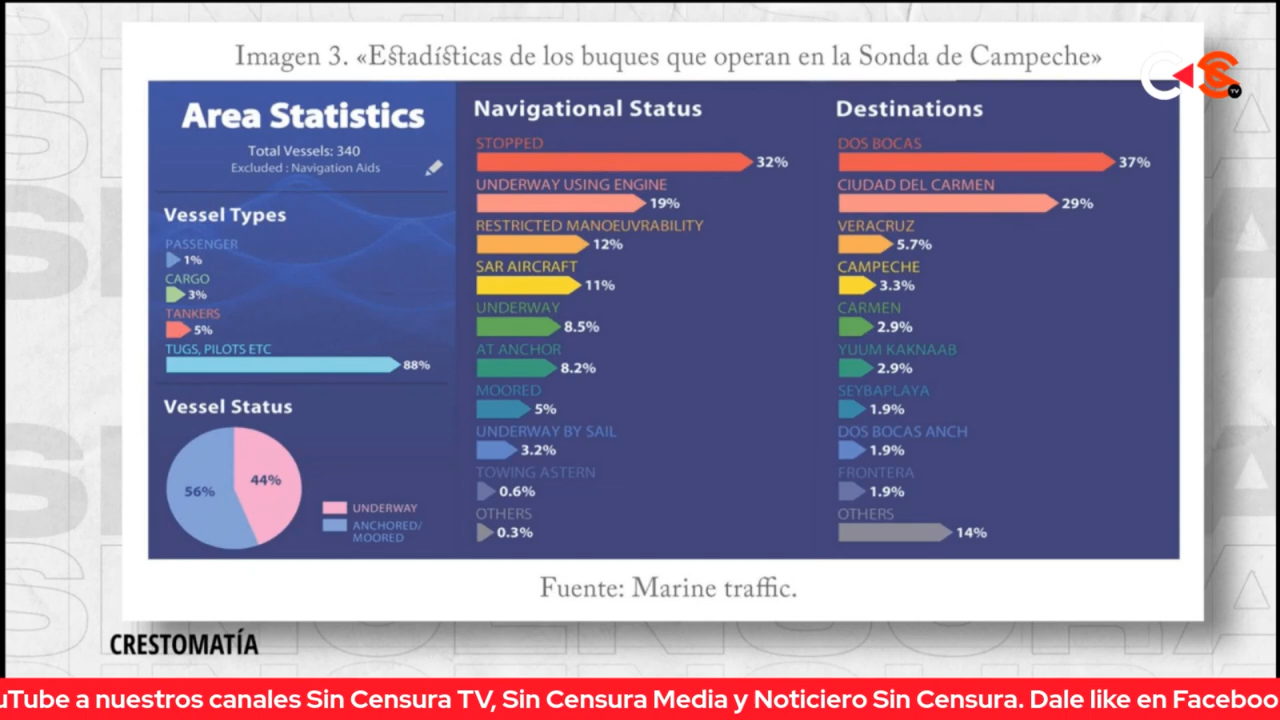 Imagen 3. «Estadísticas de los buques que operan en la Sonda de Campeche»
Area Statistics
Total Vessels: 340
Excluded : Navigation Aids
Vessel Types
PASSENGER
1%
CARGO
3%
TANKERS
5%
TUGS, PILOTS ETC
88%
Vessel Status
56%
44%
UNDERWAY
ANCHORED/
MOORED
Navigational Status
STOPPED
32%
UNDERWAY USING ENGINE
19%
RESTRICTED MANOEUVRABILITY
12%
SAR AIRCRAFT
11%
UNDERWAY
8.5%
AT ANCHOR
8.2%
MOORED
5%
UNDERWAY BY SAIL
3.2%
TOWING ASTERN
0.6%
OTHERS
0.3%
Destinations
DOS BOCAS
37%
CIUDAD DEL CARMEN
29%
VERACRUZ
5.7%
CAMPECHE
3.3%
CARMEN
2.9%
YUUM KAKNAAB
2.9%
SEYBAPLAYA
1.9%
DOS BOCAS ANCH
1.9%
FRONTERA
1.9%
OTHERS
14%
Fuente: Marine traffic.
TV
CRESTOMATÍA
uTube a nuestros canales Sin Censura TV, Sin Censura Media y Noticiero Sin Censura. Dale like en Faceboo